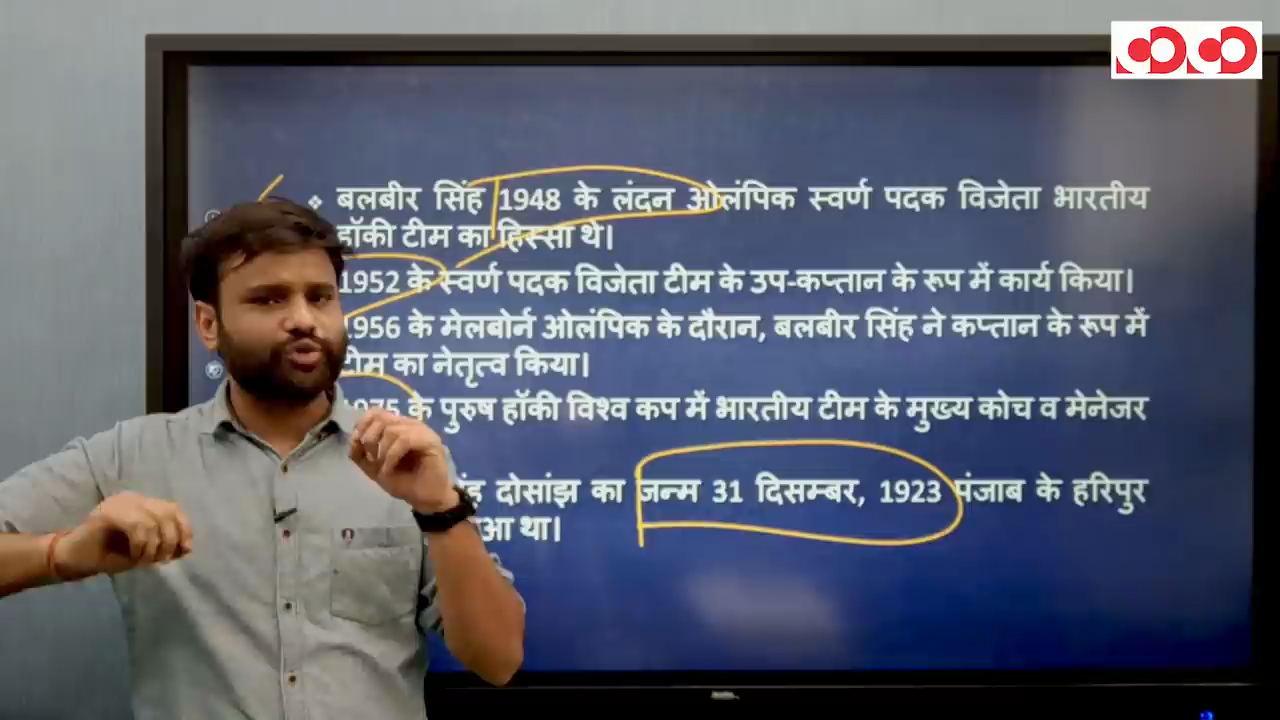 ❖ बलबीर सिंह 1948 के लंदन ओलंपिक स्वर्ण पदक विजेता भारतीय
हॉकी टीम का हिस्सा थे।
1952 के स्वर्ण पदक विजेता टीम के उप-कप्तान के रूप में कार्य किया।
1956 के मेलबोर्न ओलंपिक के दौरान, बलबीर सिंह ने कप्तान के रूप में
टीम का नेतृत्व किया।
1975 के पुरुष हॉकी विश्व कप में भारतीय टीम के मुख्य कोच व मेनेजर
दोसांझ का जन्म 31 दिसम्बर, 1923 पंजाब के हरिपुर
था।